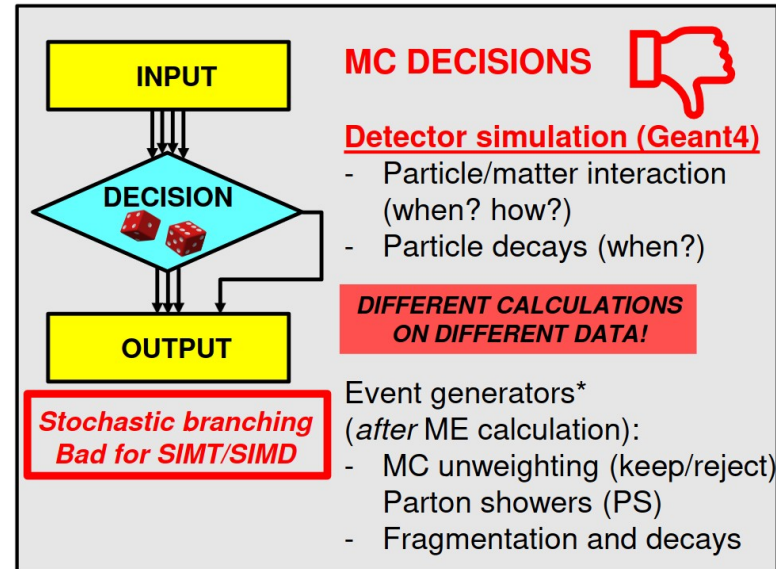 INPUT
DECISION
OUTPUT
Stochastic branching
Bad for SIMT/SIMD
MC DECISIONS
Detector simulation (Geant4)
- Particle/matter interaction
(when? how?)
- Particle decays (when?)
DIFFERENT CALCULATIONS
ON DIFFERENT DATA!
Event generators*
(after ME calculation):
- MC unweighting (keep/reject)
Parton showers (PS)
- Fragmentation and decays